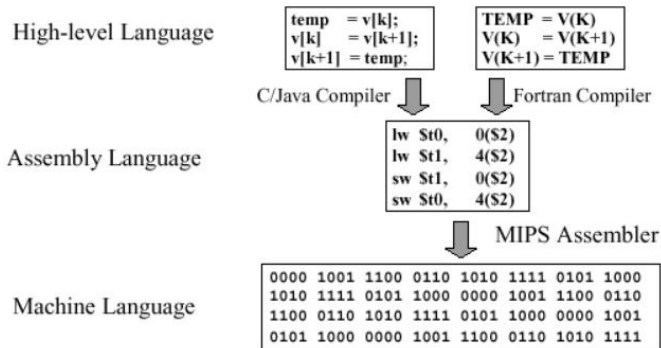 High-level Language
temp = v[k];
v[k] = v[k+1];
v[k+1] = temp;
TEMP = V(K)
V(K) = V(K+1)
V(K+1) = TEMP
C/Java Compiler
Fortran Compiler
Assembly Language
lw $t0, 0($2)
lw $t1, 4($2)
sw $t1, 0($2)
sw $t0, 4($2)
MIPS Assembler
Machine Language
0000 1001 1100 0110 1010 1111 0101 1000
1010 1111 0101 1000 0000 1001 1100 0110
1100 0110 1010 1111 0101 1000 0000 1001
0101 1000 0000 1001 1100 0110 1010 1111